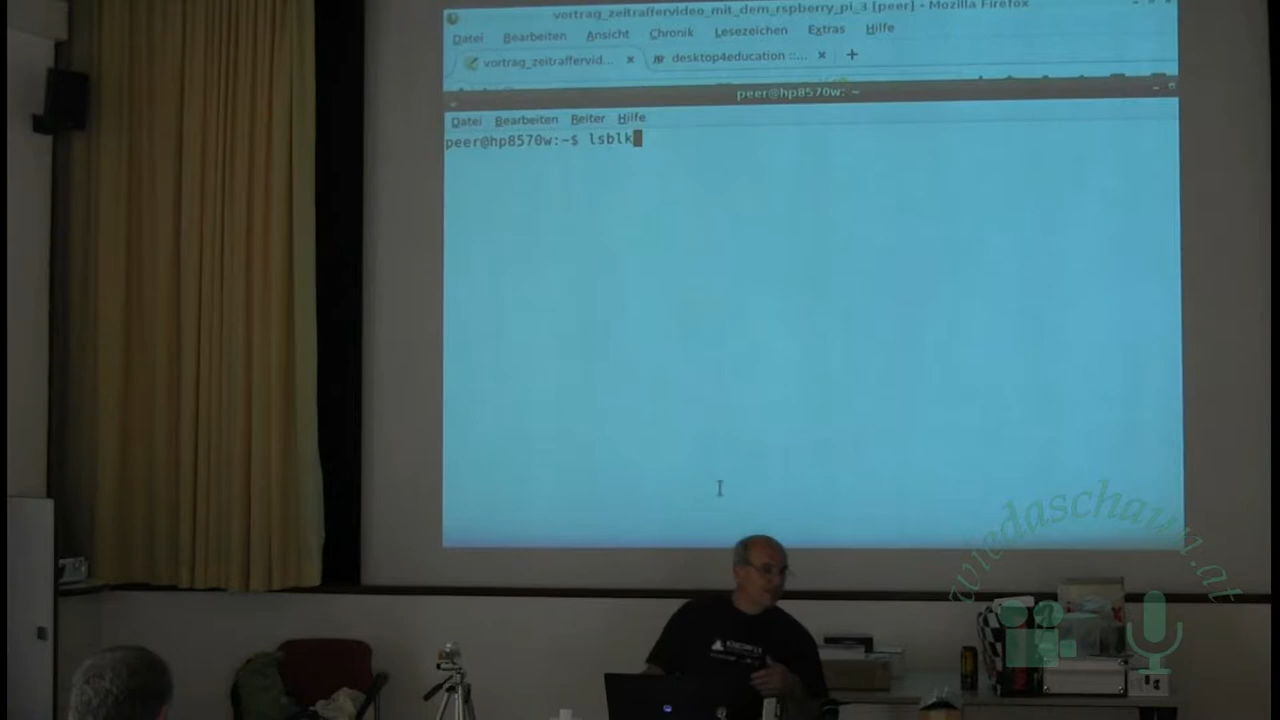 vortrag_zeitraffervideo_mit_dem_rspberry_pi_3 [peer] - Mozilla Firefox
Datei Bearbeiten Ansicht Chronik Lesezeichen Extras Hilfe
vortrag_zeitraffervid... × desktop4education ::... × +
peer@hp8570w: ~
Datei Bearbeiten Reiter Hilfe
peer@hp8570w:~$ lsblk
wiedaschaun.at